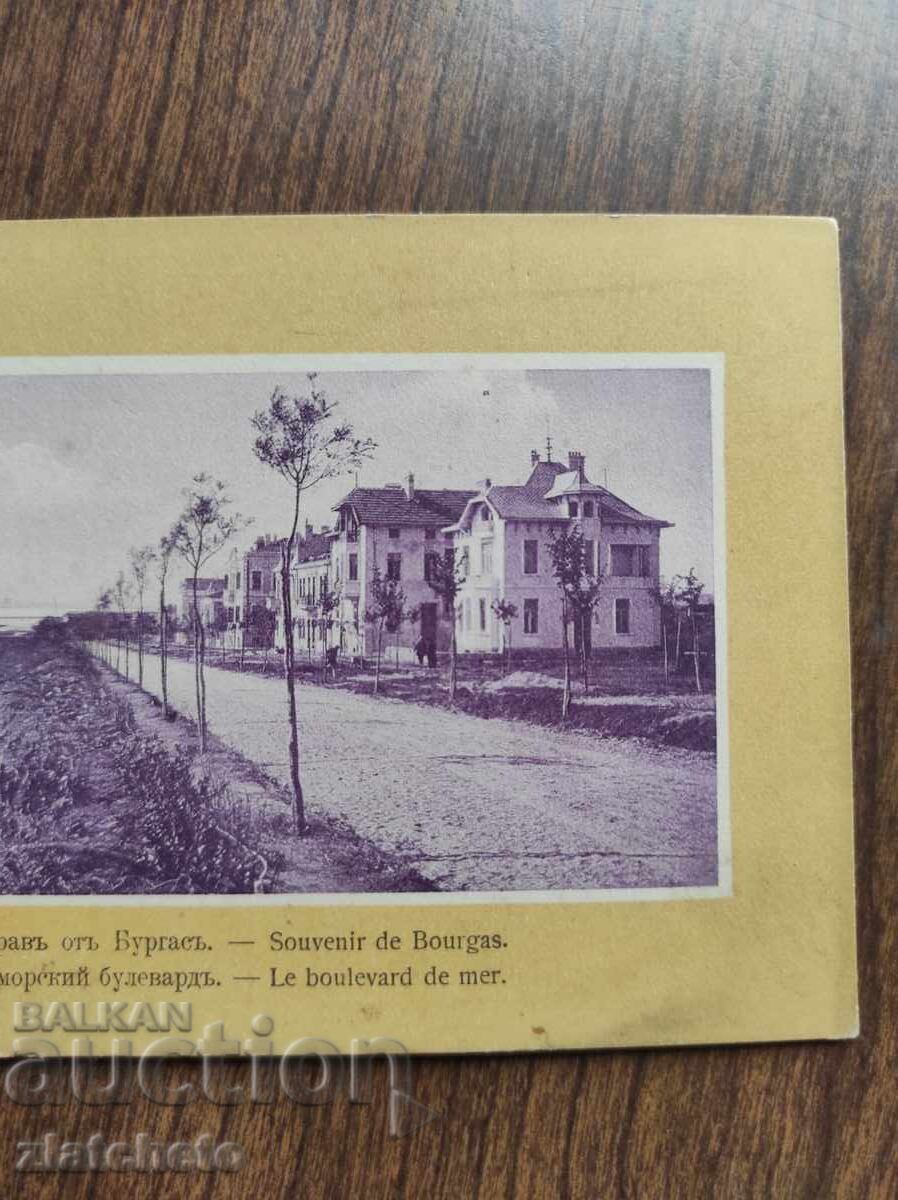 равъ отъ Бургасъ. — Souvenir de Bourgas.
морский булевардъ. — Le boulevard de mer.
BALKAN
auction
zlatcheto